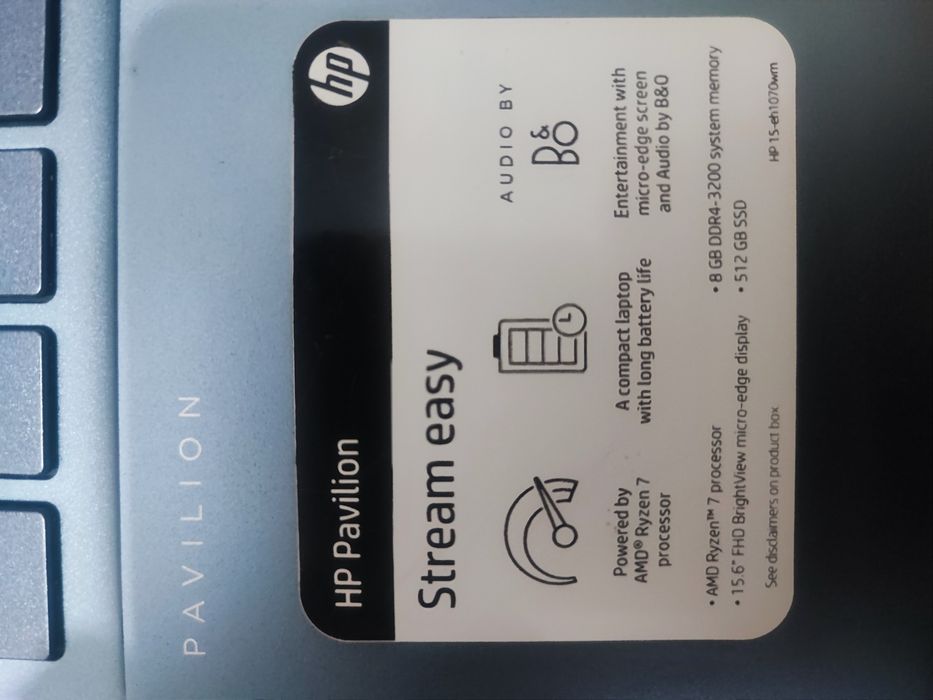 PAVILION
HP Pavilion
hp
Stream easy
Powered by
AMD® Ryzen 7
processor
A compact laptop
with long battery life
AUDIO BY
B&O
Entertainment with
micro-edge screen
and Audio by B&O
• AMD Ryzen™ 7 processor
• 15.6" FHD BrightView micro-edge display
• 8 GB DDR4-3200 system memory
• 512 GB SSD
See disclaimers on product box
HP 15-eh1070wm